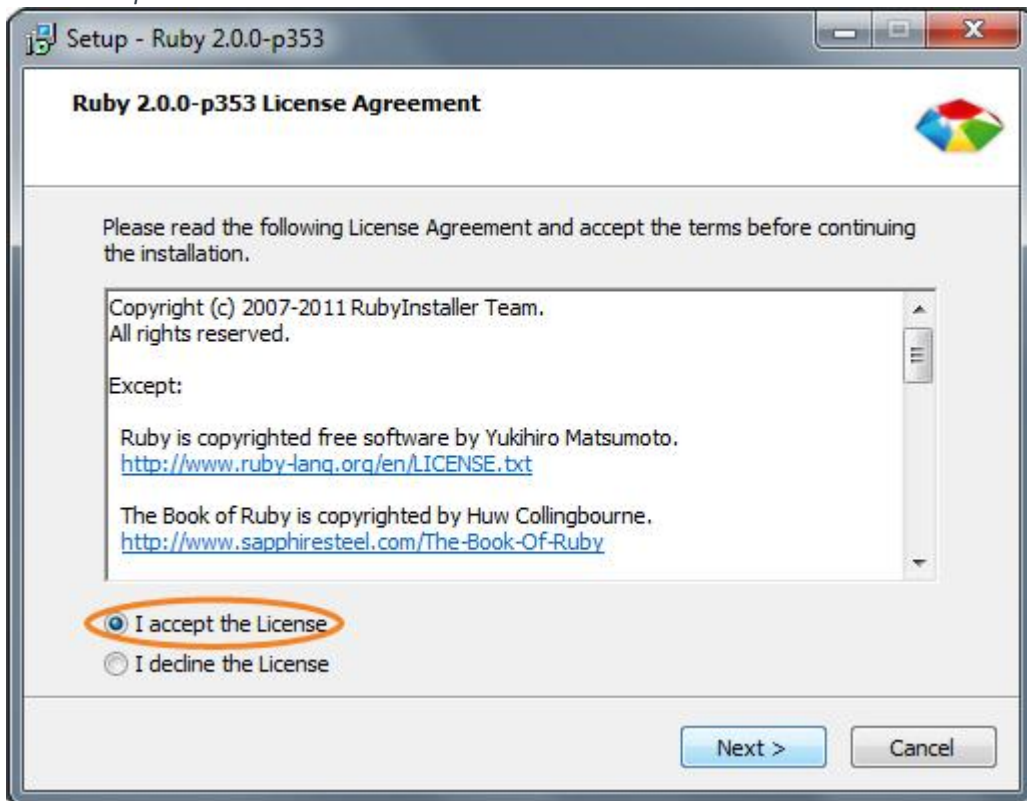 Setup - Ruby 2.0.0-p353
Ruby 2.0.0-p353 License Agreement
Please read the following License Agreement and accept the terms before continuing
the installation.
Copyright (c) 2007-2011 RubyInstaller Team.
All rights reserved.
Except:
Ruby is copyrighted free software by Yukihiro Matsumoto.
http://www.ruby-lang.org/en/LICENSE.txt
The Book of Ruby is copyrighted by Huw Collingbourne.
http://www.sapphiresteel.com/The-Book-Of-Ruby
I accept the License
I decline the License
Next > Cancel